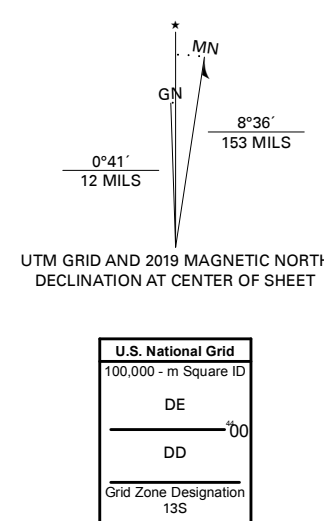 ★
MN
GN
8°36´
153 MILS
0°41´
12 MILS
UTM GRID AND 2019 MAGNETIC NORTH
DECLINATION AT CENTER OF SHEET
U.S. National Grid
100,000 - m Square ID
DE
⁴⁴00
DD
Grid Zone Designation
13S